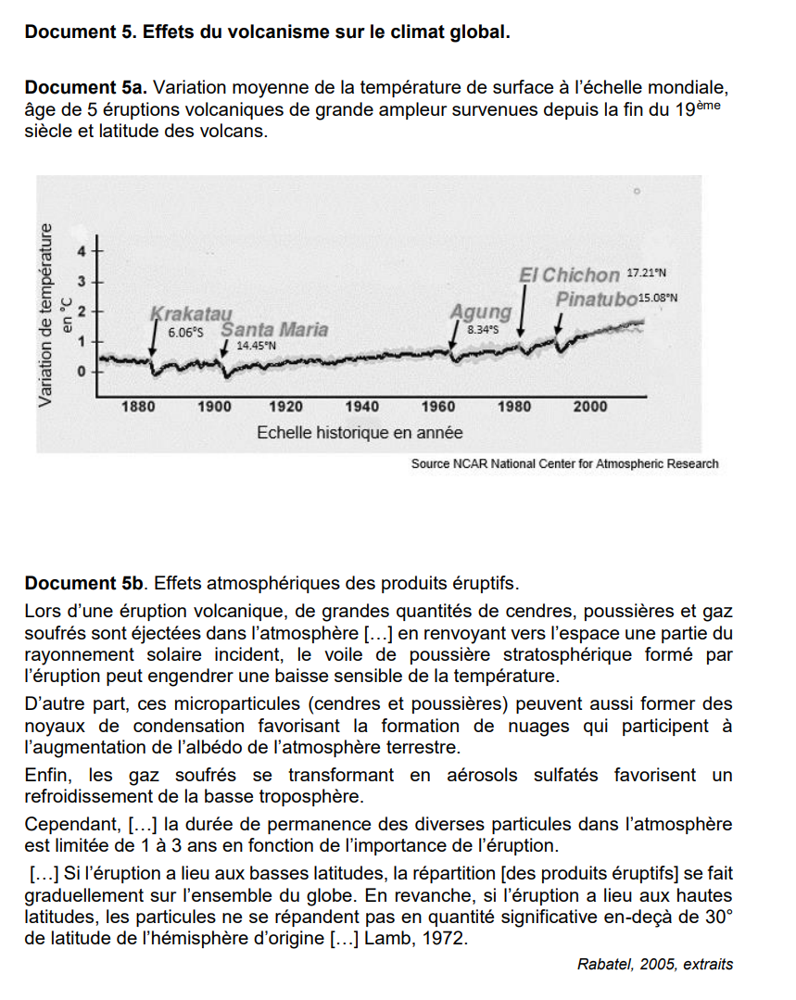 Document 5. Effets du volcanisme sur le climat global.
Document 5a. Variation moyenne de la température de surface à l’échelle mondiale,
âge de 5 éruptions volcaniques de grande ampleur survenues depuis la fin du 19ème
siècle et latitude des volcans.
Variation de température
en °C
4
3
2
1
0
Krakatau
6.06°S
Santa Maria
14.45°N
Agung
8.34°S
El Chichon 17.21°N
Pinatubo 15.08°N
1880 1900 1920 1940 1960 1980 2000
Echelle historique en année
Source NCAR National Center for Atmospheric Research
Document 5b. Effets atmosphériques des produits éruptifs.
Lors d’une éruption volcanique, de grandes quantités de cendres, poussières et gaz
soufrés sont éjectées dans l’atmosphère […] en renvoyant vers l’espace une partie du
rayonnement solaire incident, le voile de poussière stratosphérique formé par
l’éruption peut engendrer une baisse sensible de la température.
D’autre part, ces microparticules (cendres et poussières) peuvent aussi former des
noyaux de condensation favorisant la formation de nuages qui participent à
l’augmentation de l’albédo de l’atmosphère terrestre.
Enfin, les gaz soufrés se transformant en aérosols sulfatés favorisent un
refroidissement de la basse troposphère.
Cependant, […] la durée de permanence des diverses particules dans l’atmosphère
est limitée de 1 à 3 ans en fonction de l’importance de l’éruption.
[…] Si l’éruption a lieu aux basses latitudes, la répartition [des produits éruptifs] se fait
graduellement sur l’ensemble du globe. En revanche, si l’éruption a lieu aux hautes
latitudes, les particules ne se répandent pas en quantité significative en-deçà de 30°
de latitude de l’hémisphère d’origine […] Lamb, 1972.
Rabatel, 2005, extraits